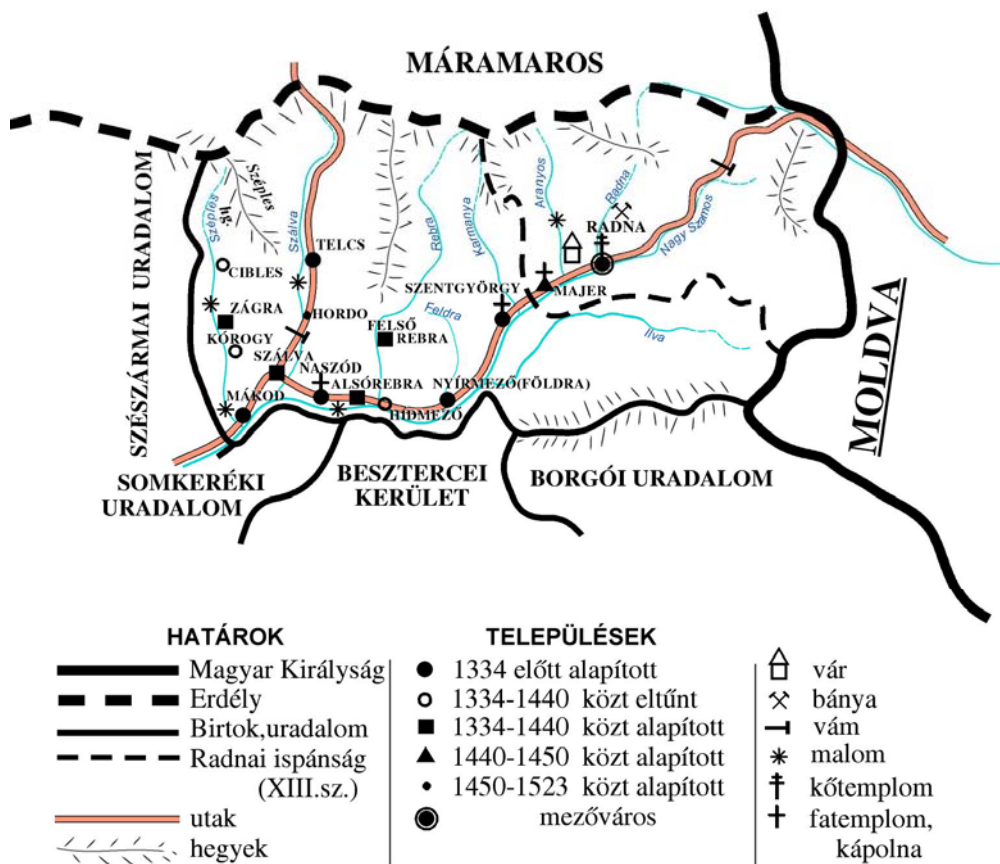 MÁRAMAROS
SZÉSZÁRMAI URADALOM
Széples
Széples
hg.
Szálva
Rebra
Karmanya
Aranyos
Radna
Nagy Szamos
RADNA
TELCS
CIBLES
SZENTGYÖRGY
MAJER
ZÁGRA
HORDO
Feldra
FELSŐ
REBRA
Ilva
KÓROGY
SZÁLVA
NASZÓD
ALSÓREBRA
NYÍRMEZŐ(FÖLDRA)
MÁKOD
HIDMEZŐ
MOLDVA
SOMKERÉKI
URADALOM
BESZTERCEI
KERÜLET
BORGÓI URADALOM
HATÁROK
Magyar Királyság
Erdély
Birtok,uradalom
Radnai ispánság
(XIII.sz.)
utak
hegyek
TELEPÜLÉSEK
1334 előtt alapított
1334-1440 közt eltűnt
1334-1440 közt alapított
1440-1450 közt alapított
1450-1523 közt alapított
mezőváros
vár
bánya
vám
malom
kőtemplom
fatemplom,
kápolna